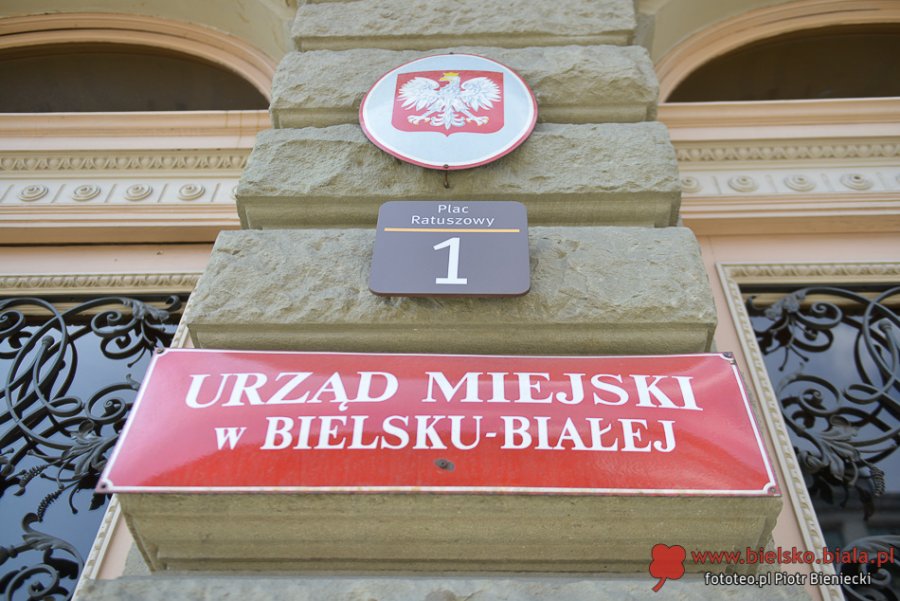 Plac
Ratuszowy
1
URZĄD MIEJSKI
w BIELSKU-BIAŁEJ
www.bielsko.biala.pl
fototeo.pl Piotr Bieniecki